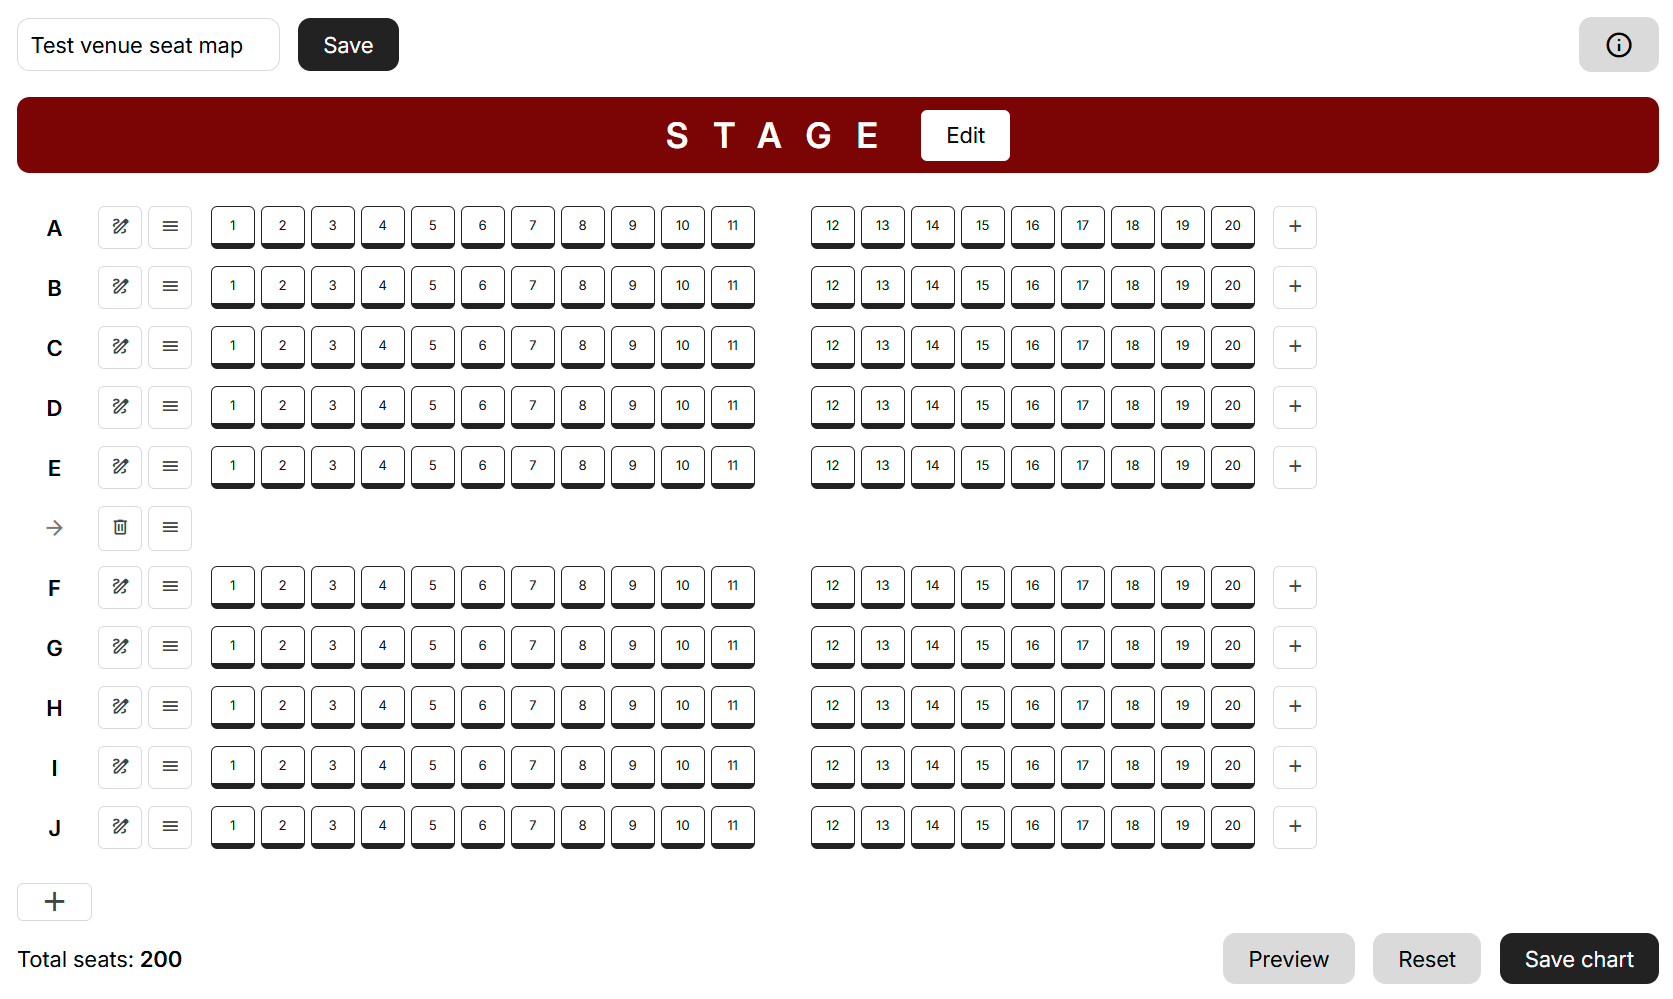 Test venue seat map Save
S T A G E Edit
A 1 2 3 4 5 6 7 8 9 10 11 12 13 14 15 16 17 18 19 20 +
B 1 2 3 4 5 6 7 8 9 10 11 12 13 14 15 16 17 18 19 20 +
C 1 2 3 4 5 6 7 8 9 10 11 12 13 14 15 16 17 18 19 20 +
D 1 2 3 4 5 6 7 8 9 10 11 12 13 14 15 16 17 18 19 20 +
E 1 2 3 4 5 6 7 8 9 10 11 12 13 14 15 16 17 18 19 20 +
F 1 2 3 4 5 6 7 8 9 10 11 12 13 14 15 16 17 18 19 20 +
G 1 2 3 4 5 6 7 8 9 10 11 12 13 14 15 16 17 18 19 20 +
H 1 2 3 4 5 6 7 8 9 10 11 12 13 14 15 16 17 18 19 20 +
I 1 2 3 4 5 6 7 8 9 10 11 12 13 14 15 16 17 18 19 20 +
J 1 2 3 4 5 6 7 8 9 10 11 12 13 14 15 16 17 18 19 20 +
+
Total seats: 200 Preview Reset Save chart